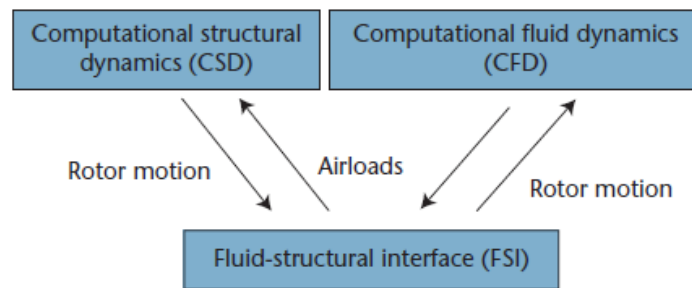 Computational structural
dynamics (CSD)
Computational fluid dynamics
(CFD)
Rotor motion
Airloads
Rotor motion
Fluid-structural interface (FSI)